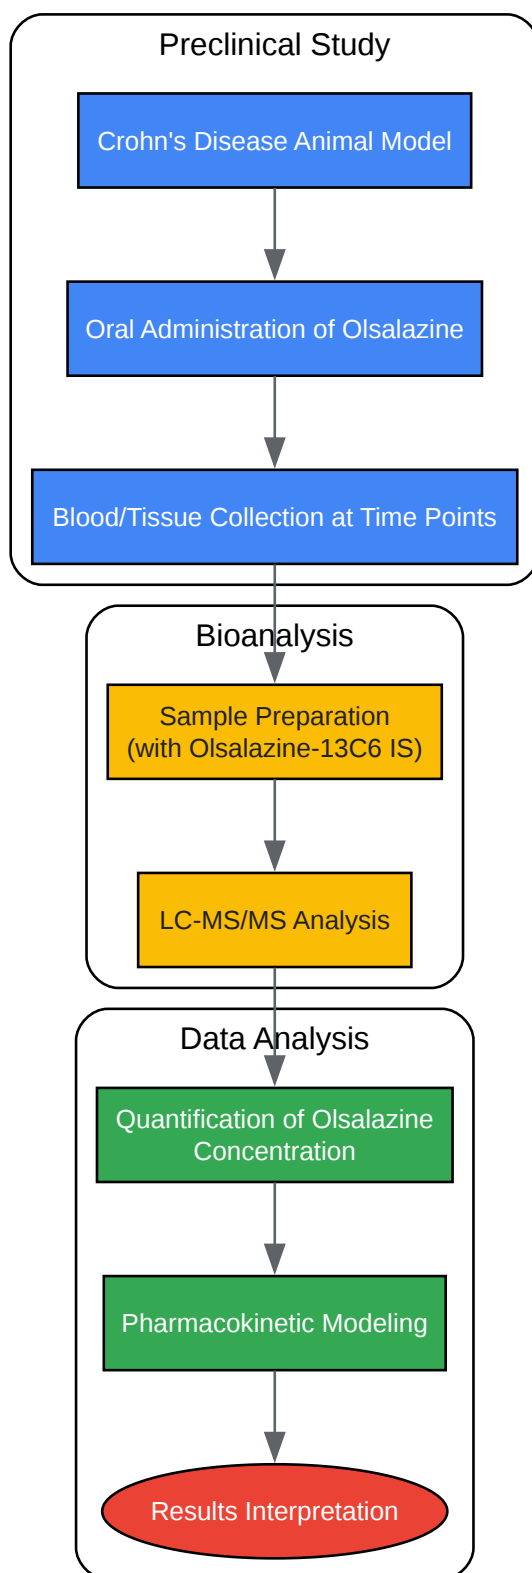 Preclinical Study
Crohn's Disease Animal Model
Oral Administration of Olsalazine
Blood/Tissue Collection at Time Points
Bioanalysis
Sample Preparation
(with Olsalazine-13C6 IS)
LC-MS/MS Analysis
Data Analysis
Quantification of Olsalazine
Concentration
Pharmacokinetic Modeling
Results Interpretation